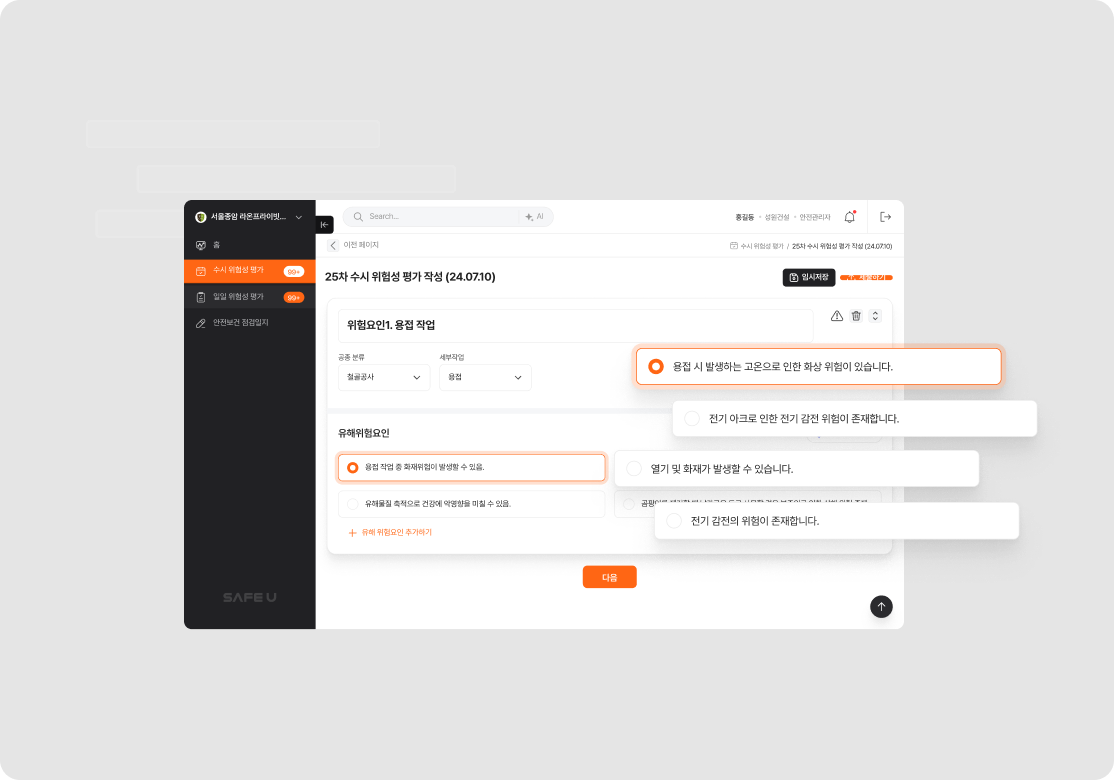 서울종암 라온프라이빗...
Search...
AI
홍길동 · 성원건설 · 안전관리자
홈
이전 페이지
수시 위험성 평가 / 25차 수시 위험성 평가 작성 (24.07.10)
수시 위험성 평가 99+
일일 위험성 평가 99+
안전보건 점검일지
25차 수시 위험성 평가 작성 (24.07.10)
임시저장
위험요인1. 용접 작업
공종 분류
세부작업
철골공사
용접
용접 시 발생하는 고온으로 인한 화상 위험이 있습니다.
전기 아크로 인한 전기 감전 위험이 존재합니다.
유해위험요인
용접 작업 중 화재위험이 발생할 수 있음.
열기 및 화재가 발생할 수 있습니다.
유해물질 축적으로 건강에 악영향을 미칠 수 있음.
전기 감전의 위험이 존재합니다.
유해 위험요인 추가하기
다음
SAFE U